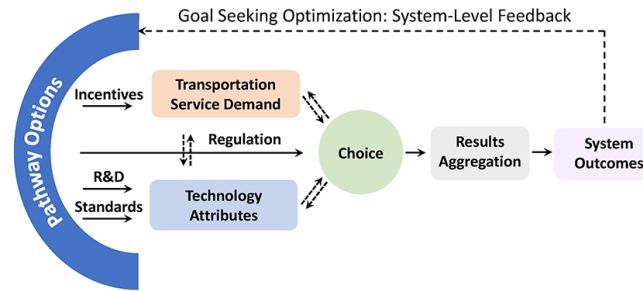 Goal Seeking Optimization: System-Level Feedback
Pathway Options
Incentives
Transportation
Service Demand
Regulation
Choice
Results
Aggregation
System
Outcomes
R&D
Standards
Technology
Attributes